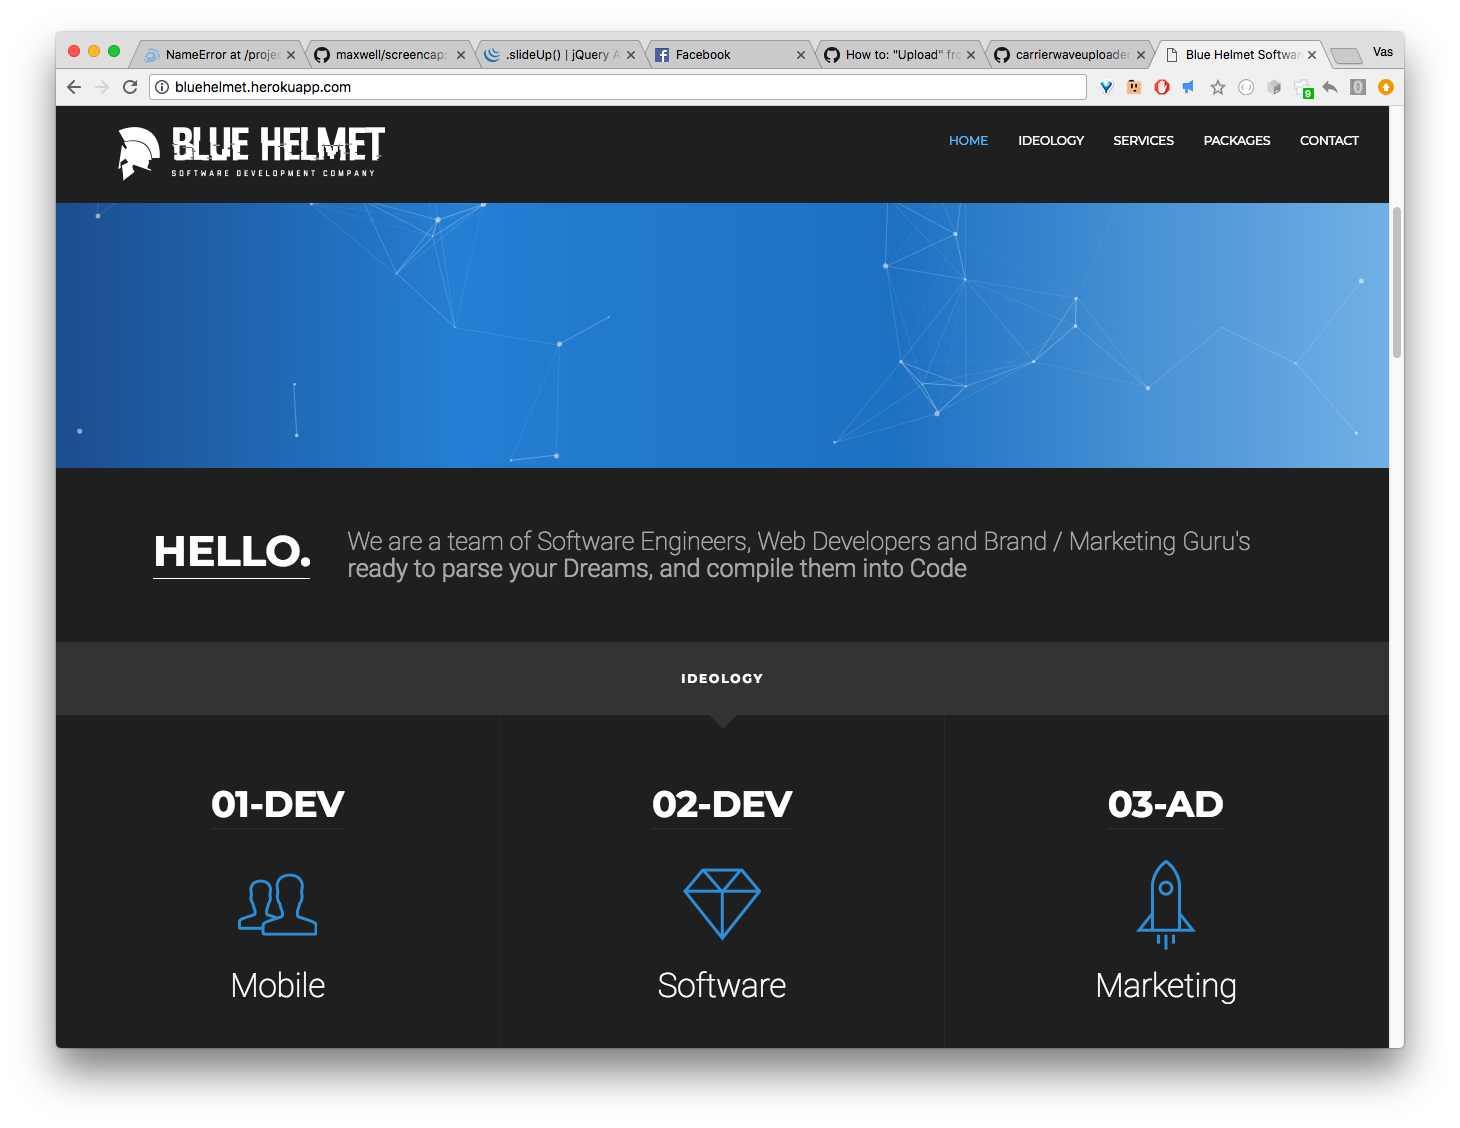 NameError at /projec
maxwell/screencap:
.slideUp() | jQuery A
Facebook
How to: "Upload" fro
carrierwaveuploader
Blue Helmet Softwar
Vas
bluehelmet.herokuapp.com
9
BLUE HELMET
SOFTWARE DEVELOPMENT COMPANY
HOME
IDEOLOGY
SERVICES
PACKAGES
CONTACT
HELLO.
We are a team of Software Engineers, Web Developers and Brand / Marketing Guru's
ready to parse your Dreams, and compile them into Code
IDEOLOGY
01-DEV
02-DEV
03-AD
Mobile
Software
Marketing